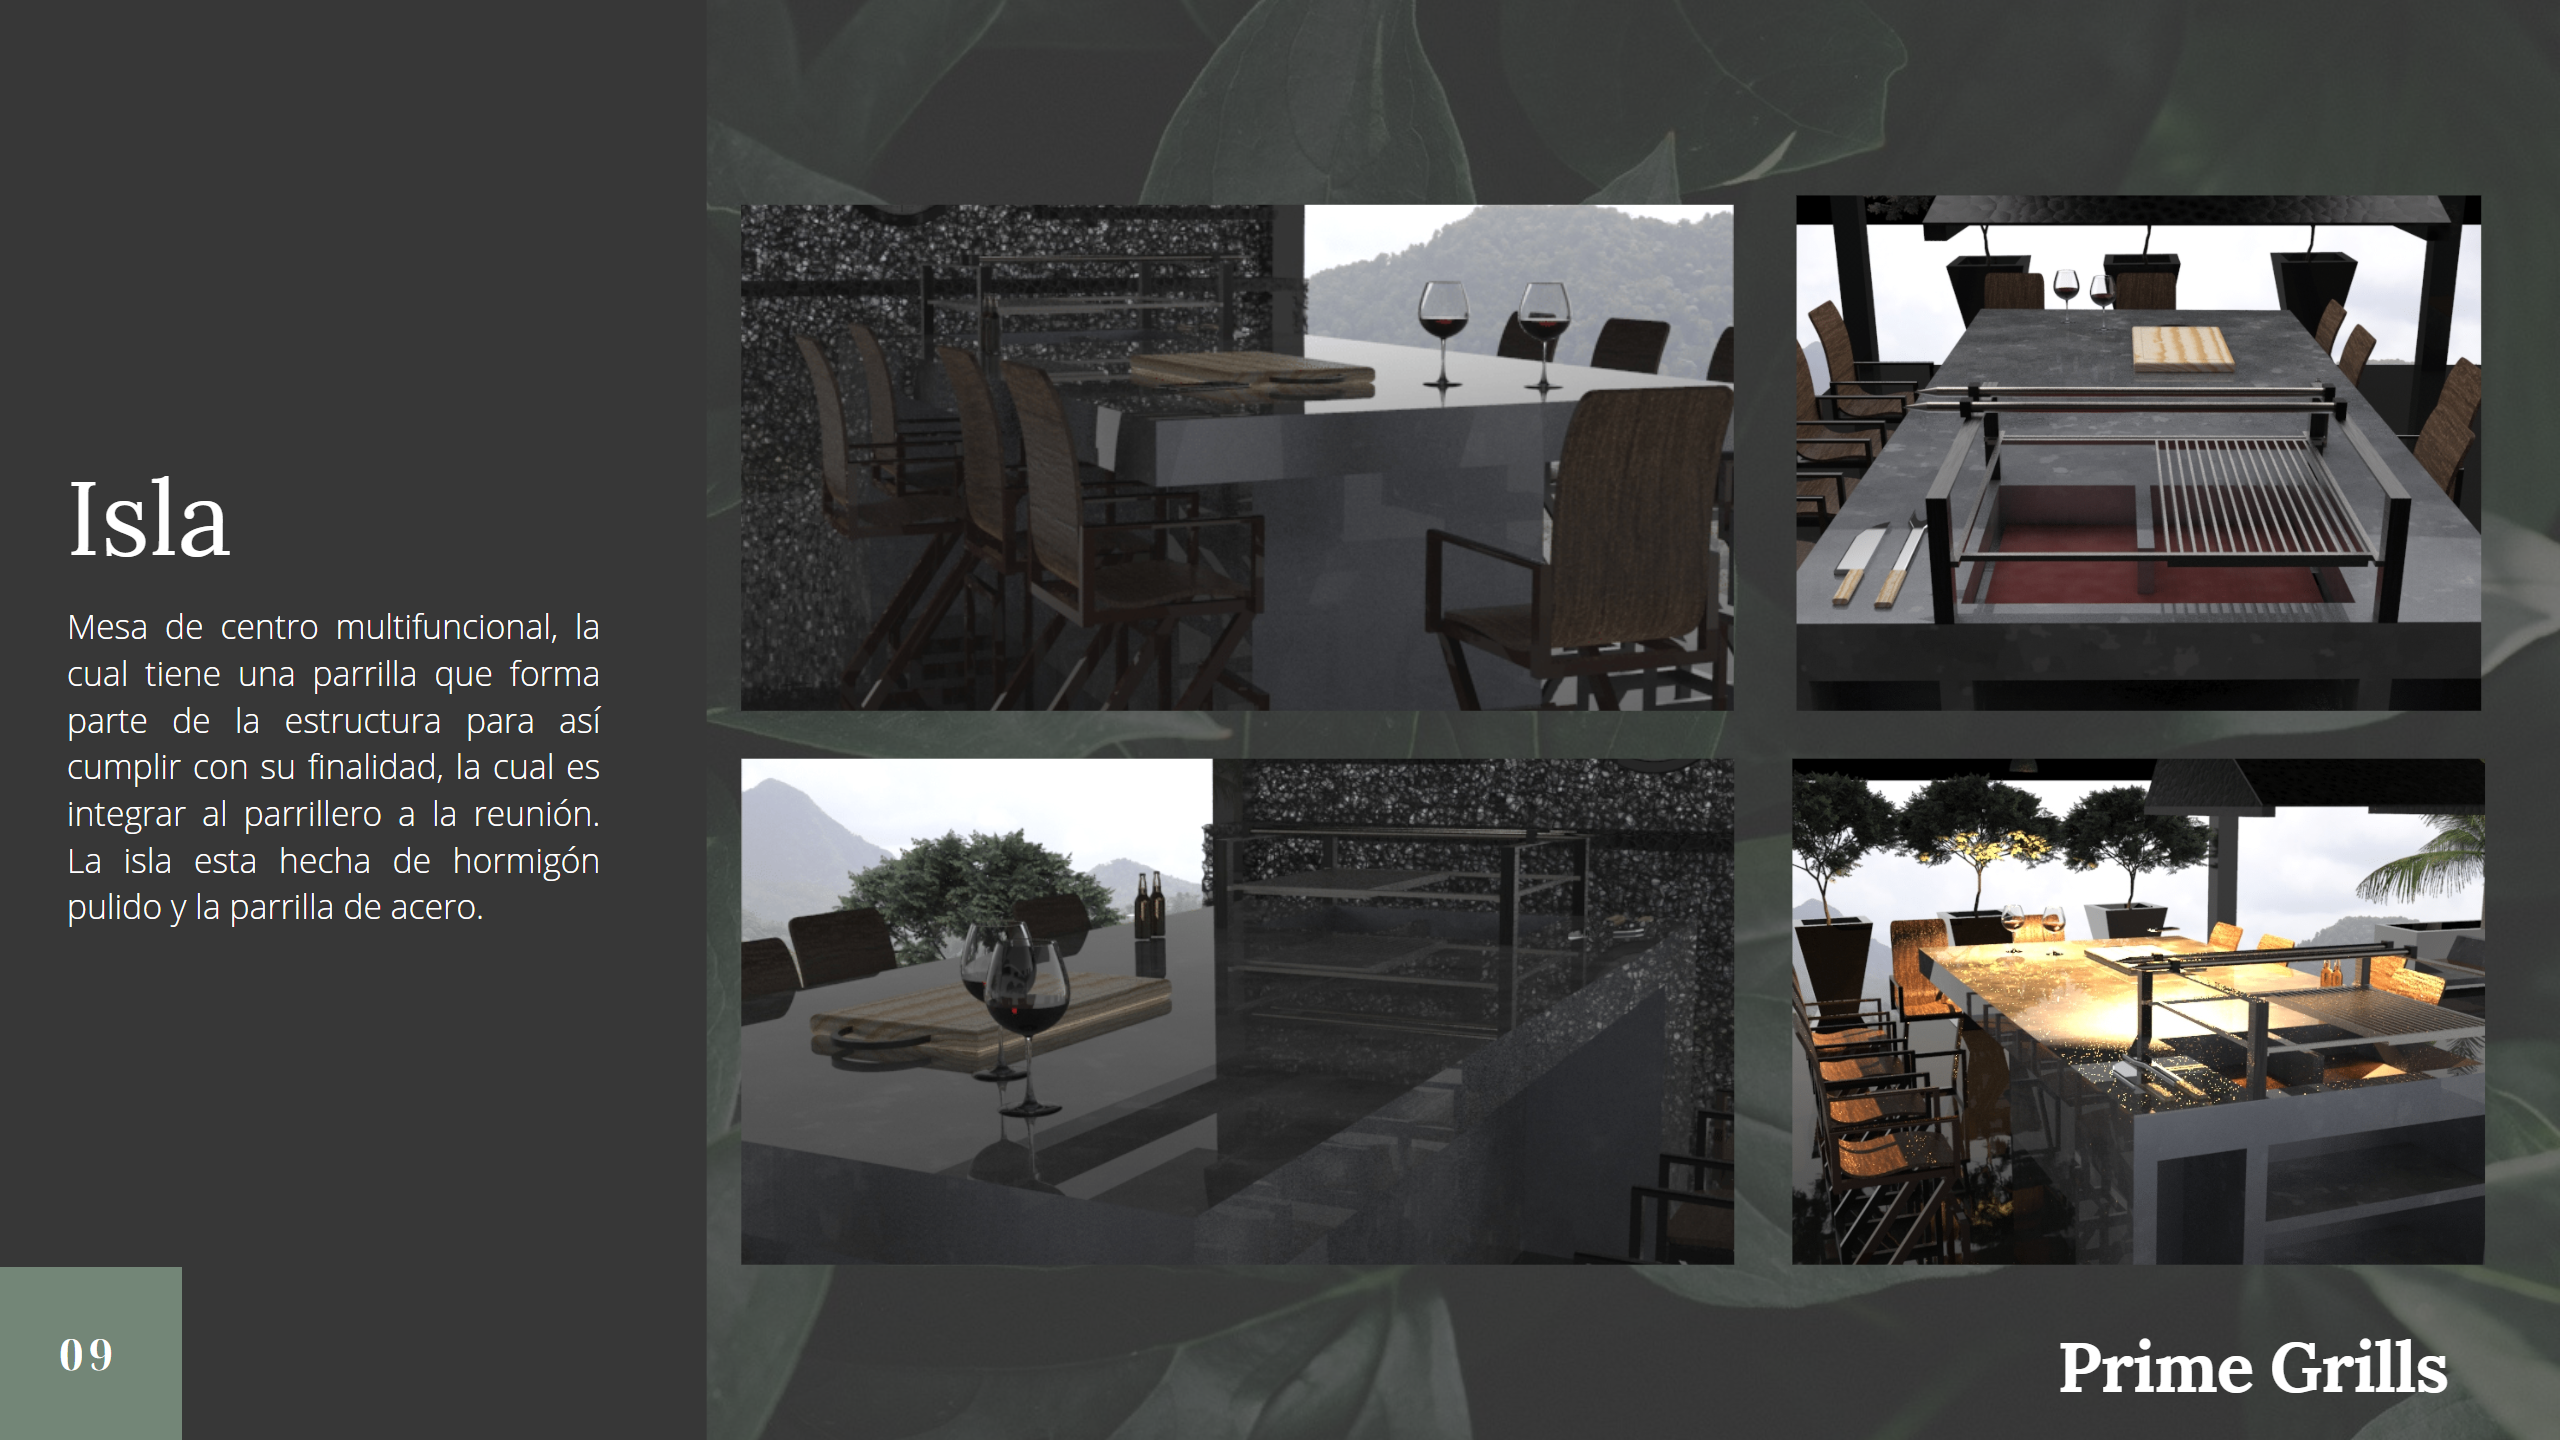 Isla
Mesa de centro multifuncional, la
cual tiene una parrilla que forma
parte de la estructura para así
cumplir con su finalidad, la cual es
integrar al parrillero a la reunión.
La isla esta hecha de hormigón
pulido y la parrilla de acero.
09
Prime Grills